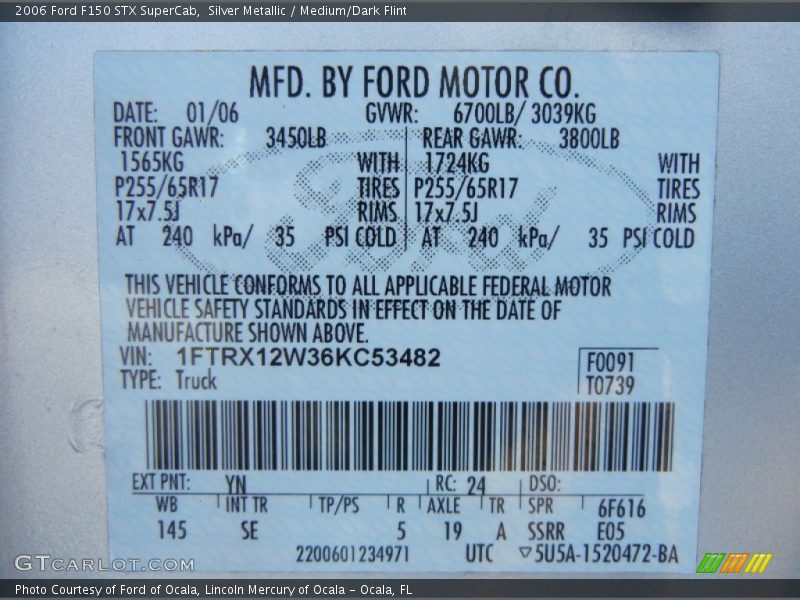 2006 Ford F150 STX SuperCab, Silver Metallic / Medium/Dark Flint
MFD. BY FORD MOTOR CO.
DATE: 01/06 GVWR: 6700LB/ 3039KG
FRONT GAWR: 3450LB REAR GAWR: 3800LB
1565KG WITH 1724KG WITH
P255/65R17 TIRES P255/65R17 TIRES
17x7.5J RIMS 17x7.5J RIMS
AT 240 kPa/ 35 PSI COLD AT 240 kPa/ 35 PSI COLD
Ford
THIS VEHICLE CONFORMS TO ALL APPLICABLE FEDERAL MOTOR
VEHICLE SAFETY STANDARDS IN EFFECT ON THE DATE OF
MANUFACTURE SHOWN ABOVE.
VIN: 1FTRX12W36KC53482 F0091
TYPE: Truck T0739
EXT PNT: YN RC: 24 DSO:
WB INT TR TP/PS R AXLE TR SPR 6F616
145 SE 5 19 A SSRR E05
2200601234971 UTC ▽5U5A-1520472-BA
GTCarLot.com
Photo Courtesy of Ford of Ocala, Lincoln Mercury of Ocala – Ocala, FL